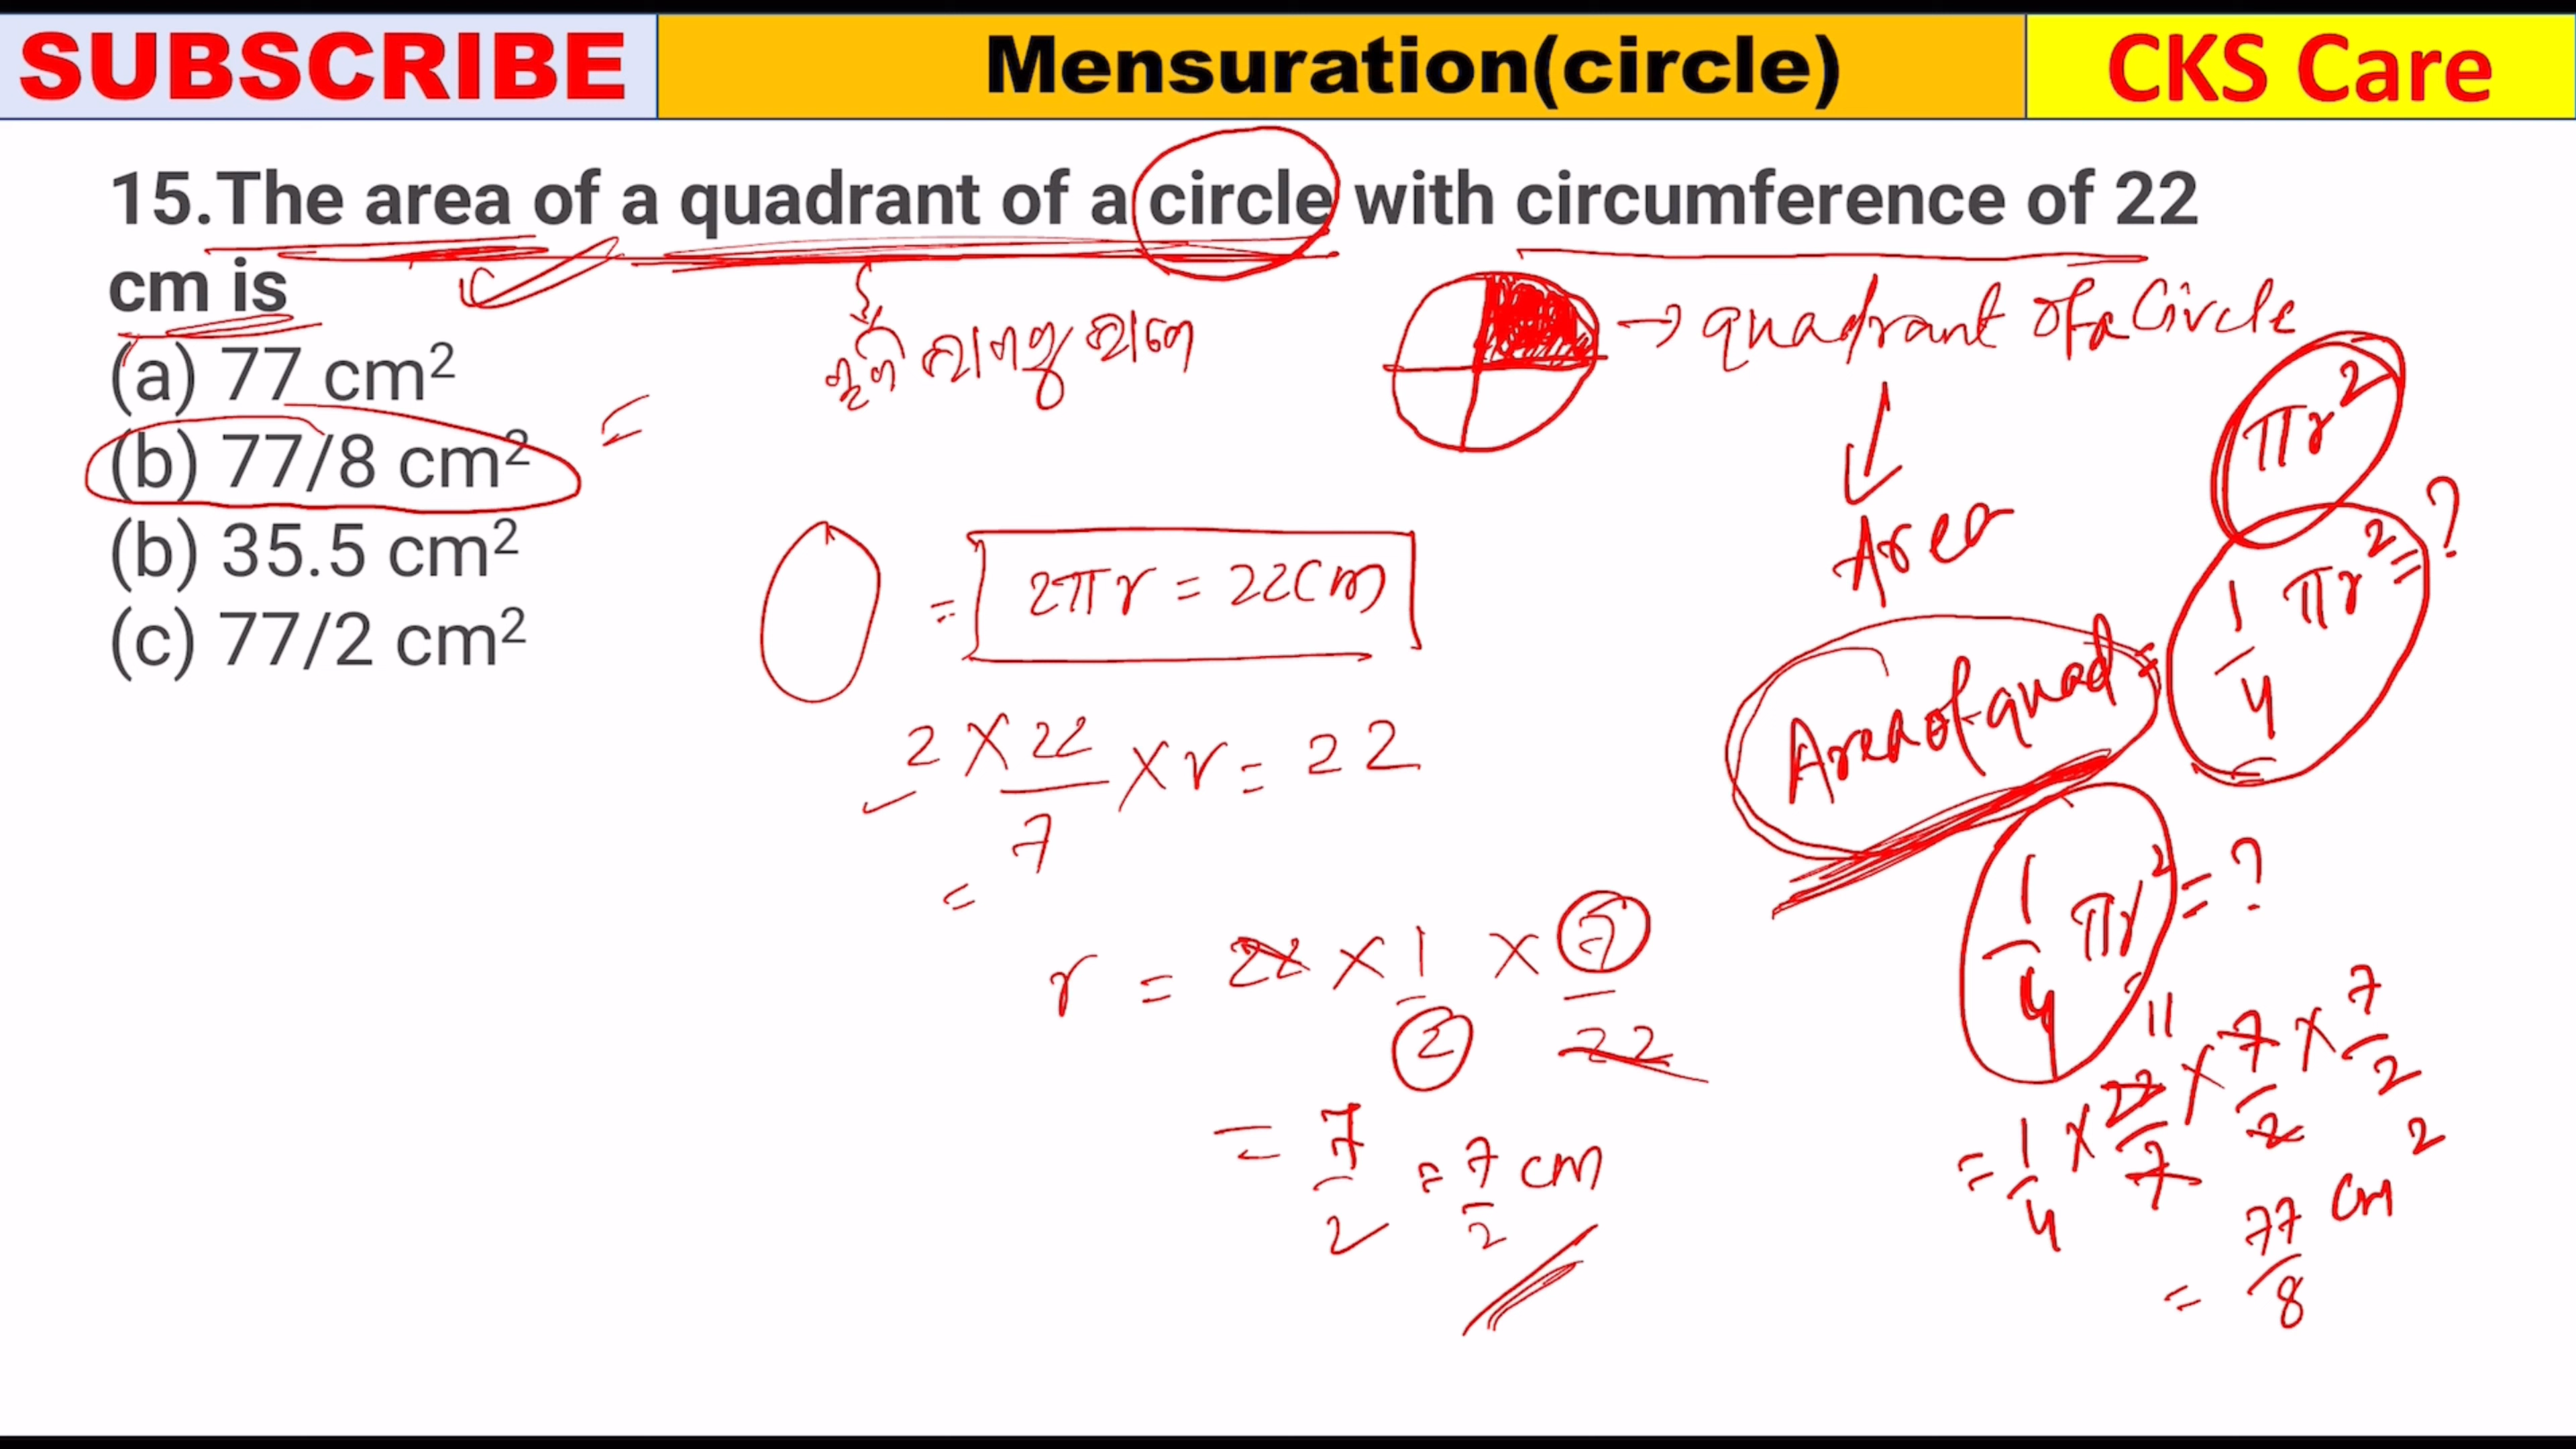 SUBSCRIBE
Mensuration(circle)
CKS Care
15.The area of a quadrant of a circle with circumference of 22
cm is
(a) 77 cm²
(b) 77/8 cm²
(b) 35.5 cm²
(c) 77/2 cm²
=
→ quadrant of a Circle
Area
πr²
1/4 πr² = ?
= 2πr = 22cm
Area of quad =
2 × 22/7 × r = 22
=
1/4 πr² = ?
r = 22 × 1/2 × 7/22
= 7/2 = 7/2 cm
11
= 1/4 × 22/7 × 7/2 × 7/2
= 77/8 cm²